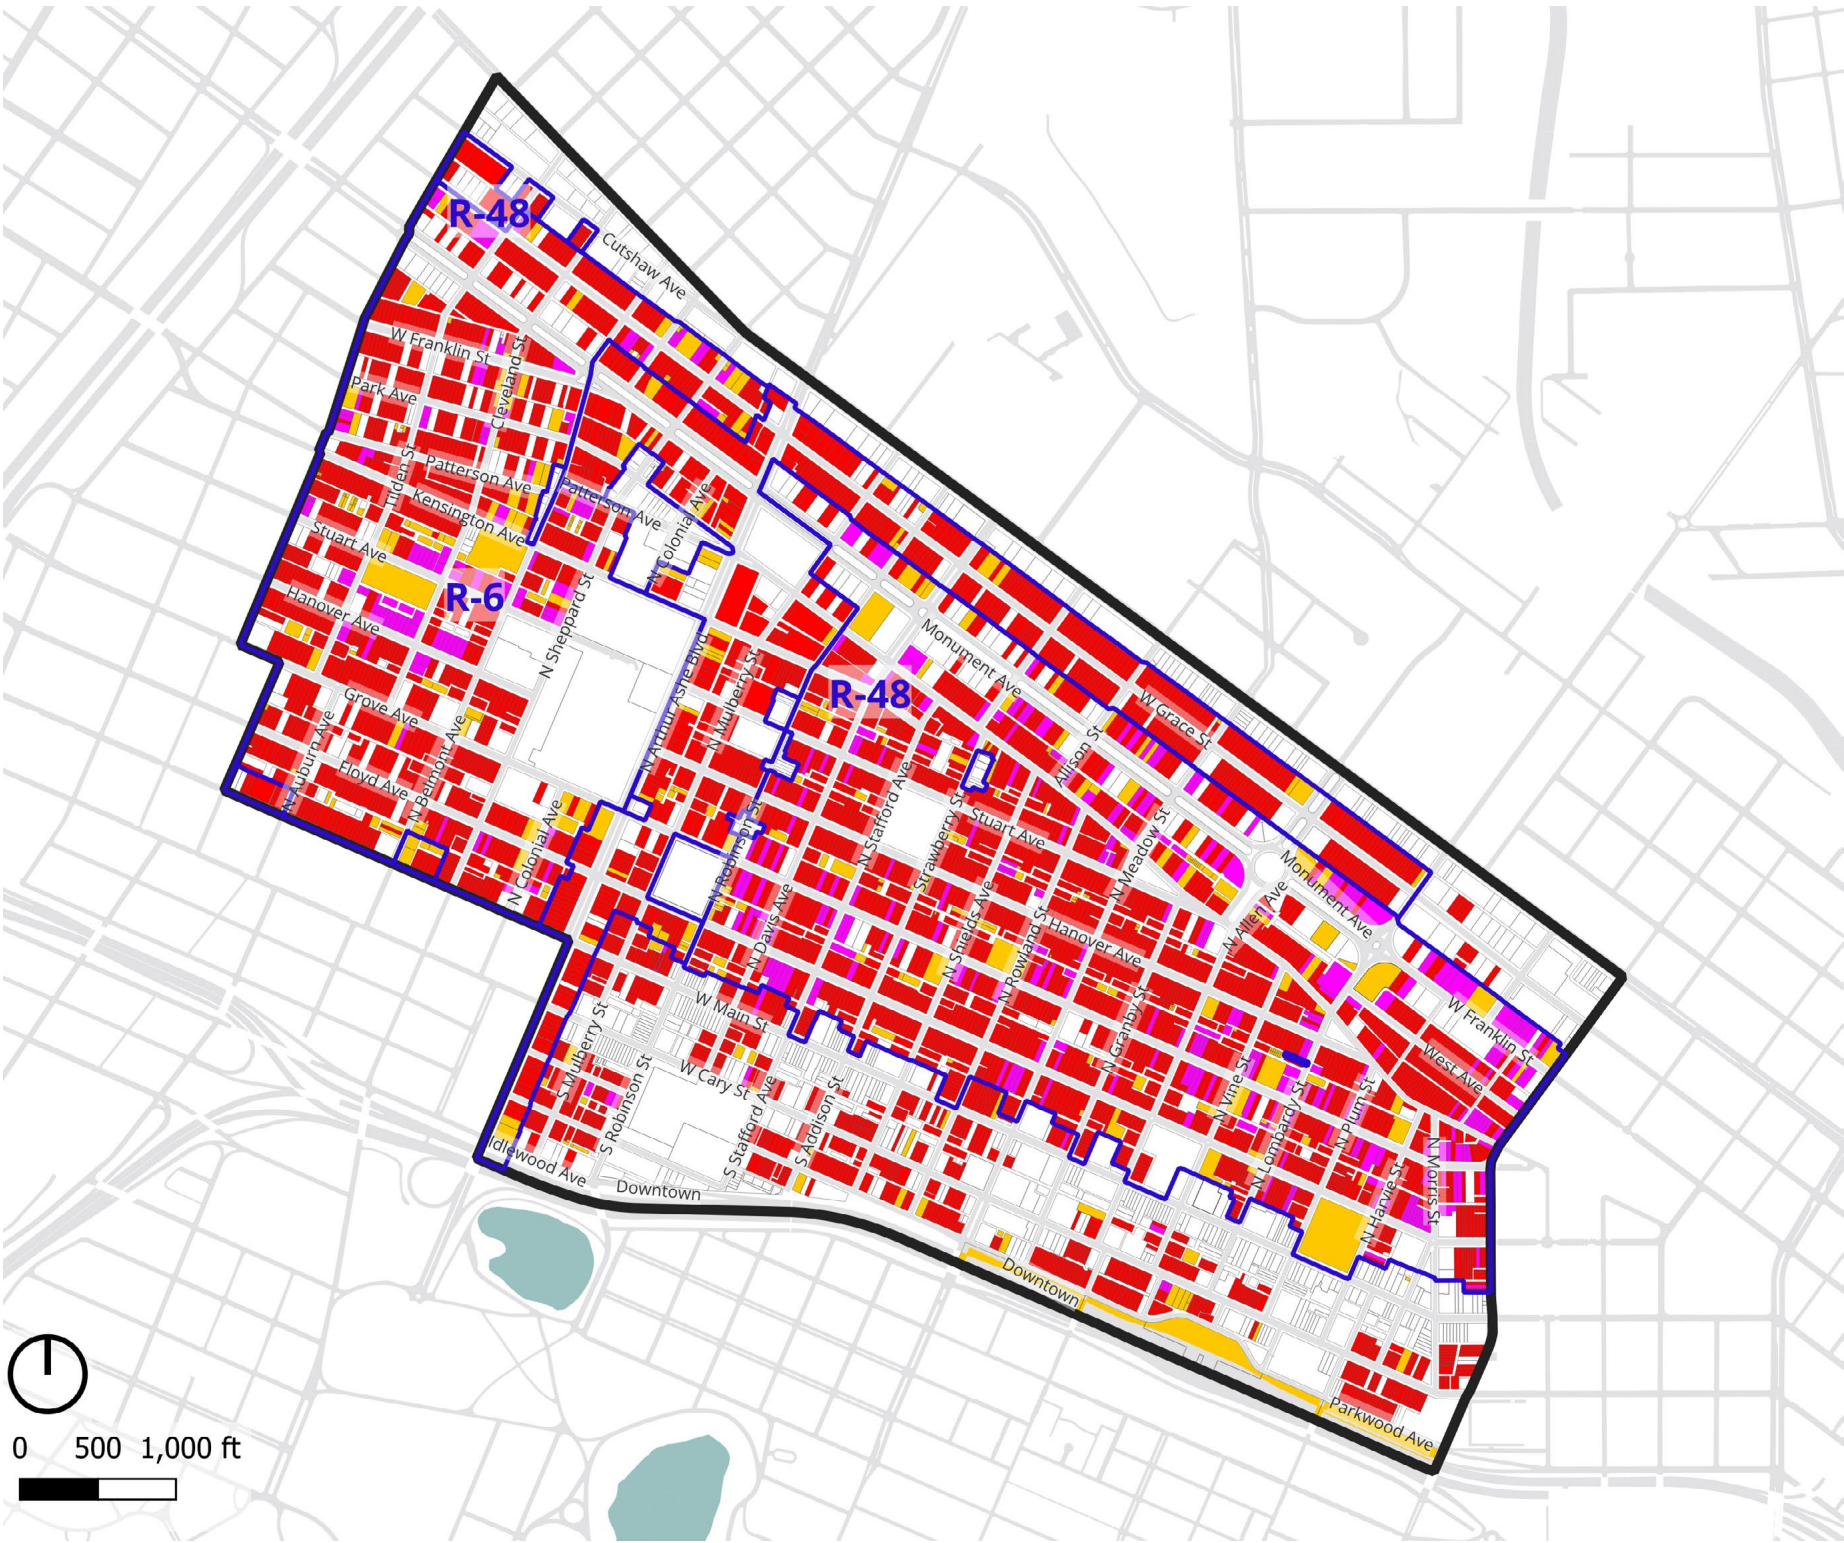 R-48
Cutshaw Ave
W Franklin St
Park Ave
Cleveland St
Tilden St
Patterson Ave
Kensington Ave
Patterson Ave
N Colonial Ave
Stuart Ave
R-6
Hanover Ave
N Sheppard St
Monument Ave
R-48
W Grace St
N Arthur Ashe Blvd
N Mulberry St
Grove Ave
N Auburn Ave
Floyd Ave
N Belmont Ave
N Colonial Ave
Allison St
N Stafford Ave
Strawberry St
Stuart Ave
N Meadow St
N Robinson St
Monument Ave
N Allen Ave
N Davis Ave
N Shields Ave
N Rowland St
Hanover Ave
W Main St
N Granby St
W Franklin St
West Ave
S Mulberry St
S Robinson St
W Cary St
S Stafford Ave
S Addison St
N Vine St
N Lombardy St
N Plum St
N Harvie St
N Morris St
Idlewood Ave
Downtown
Downtown
Parkwood Ave
0 500 1,000 ft